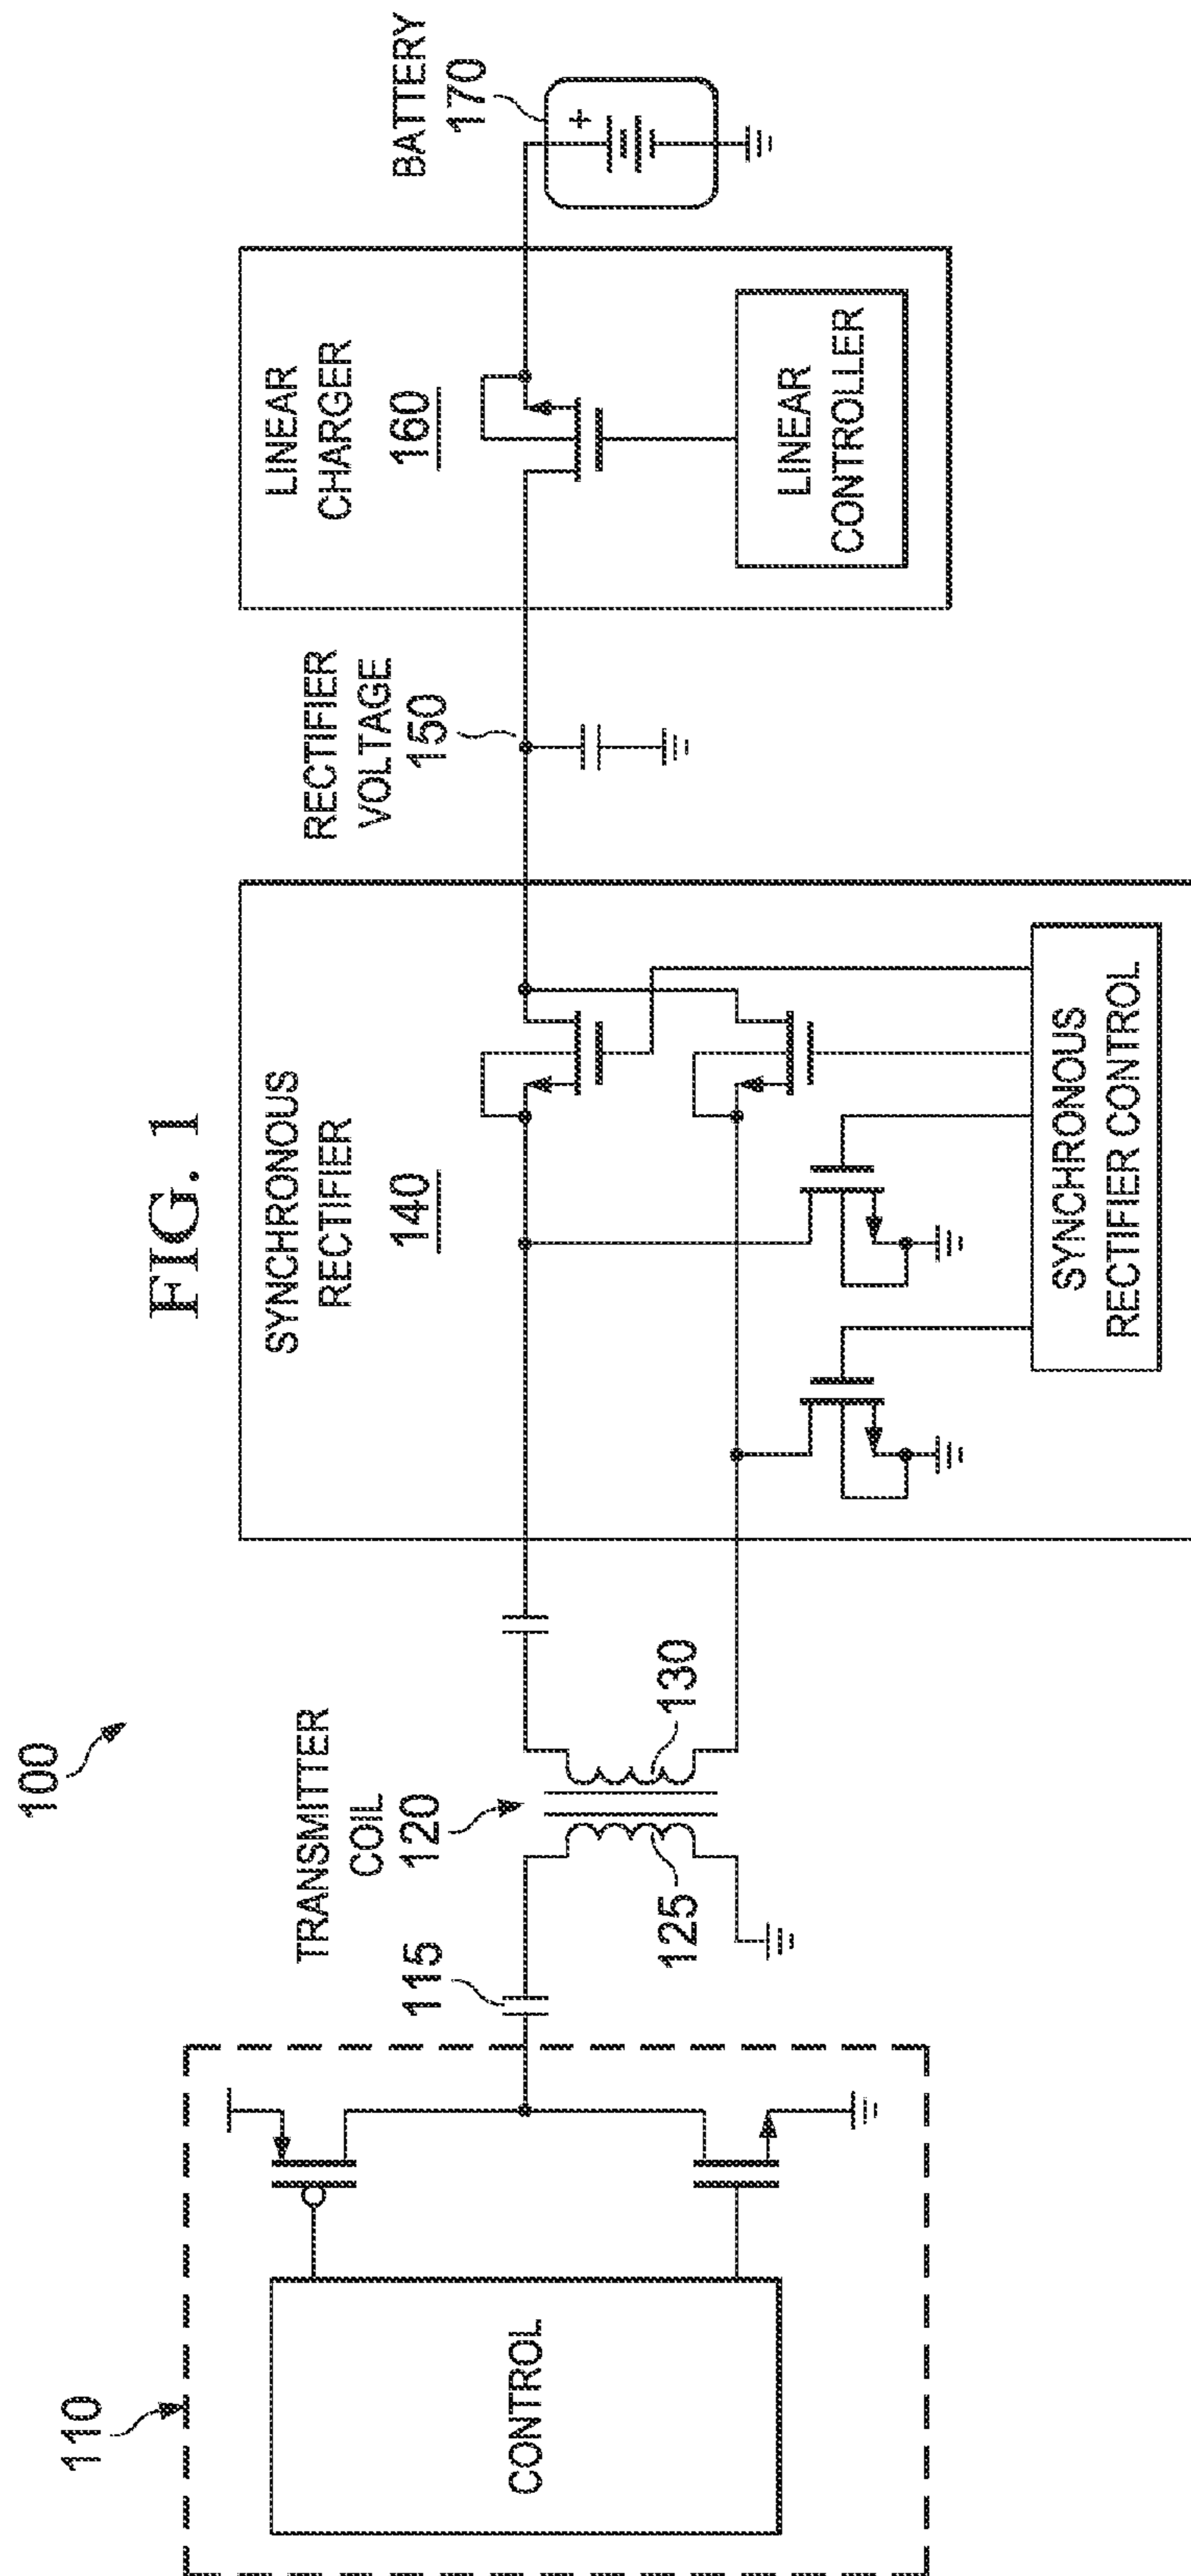 FIG. 1
100
110
CONTROL
115
TRANSMITTER
COIL
120
125
130
SYNCHRONOUS
RECTIFIER
140
SYNCHRONOUS
RECTIFIER CONTROL
RECTIFIER
VOLTAGE
150
LINEAR
CHARGER
160
LINEAR
CONTROLLER
BATTERY
170
+